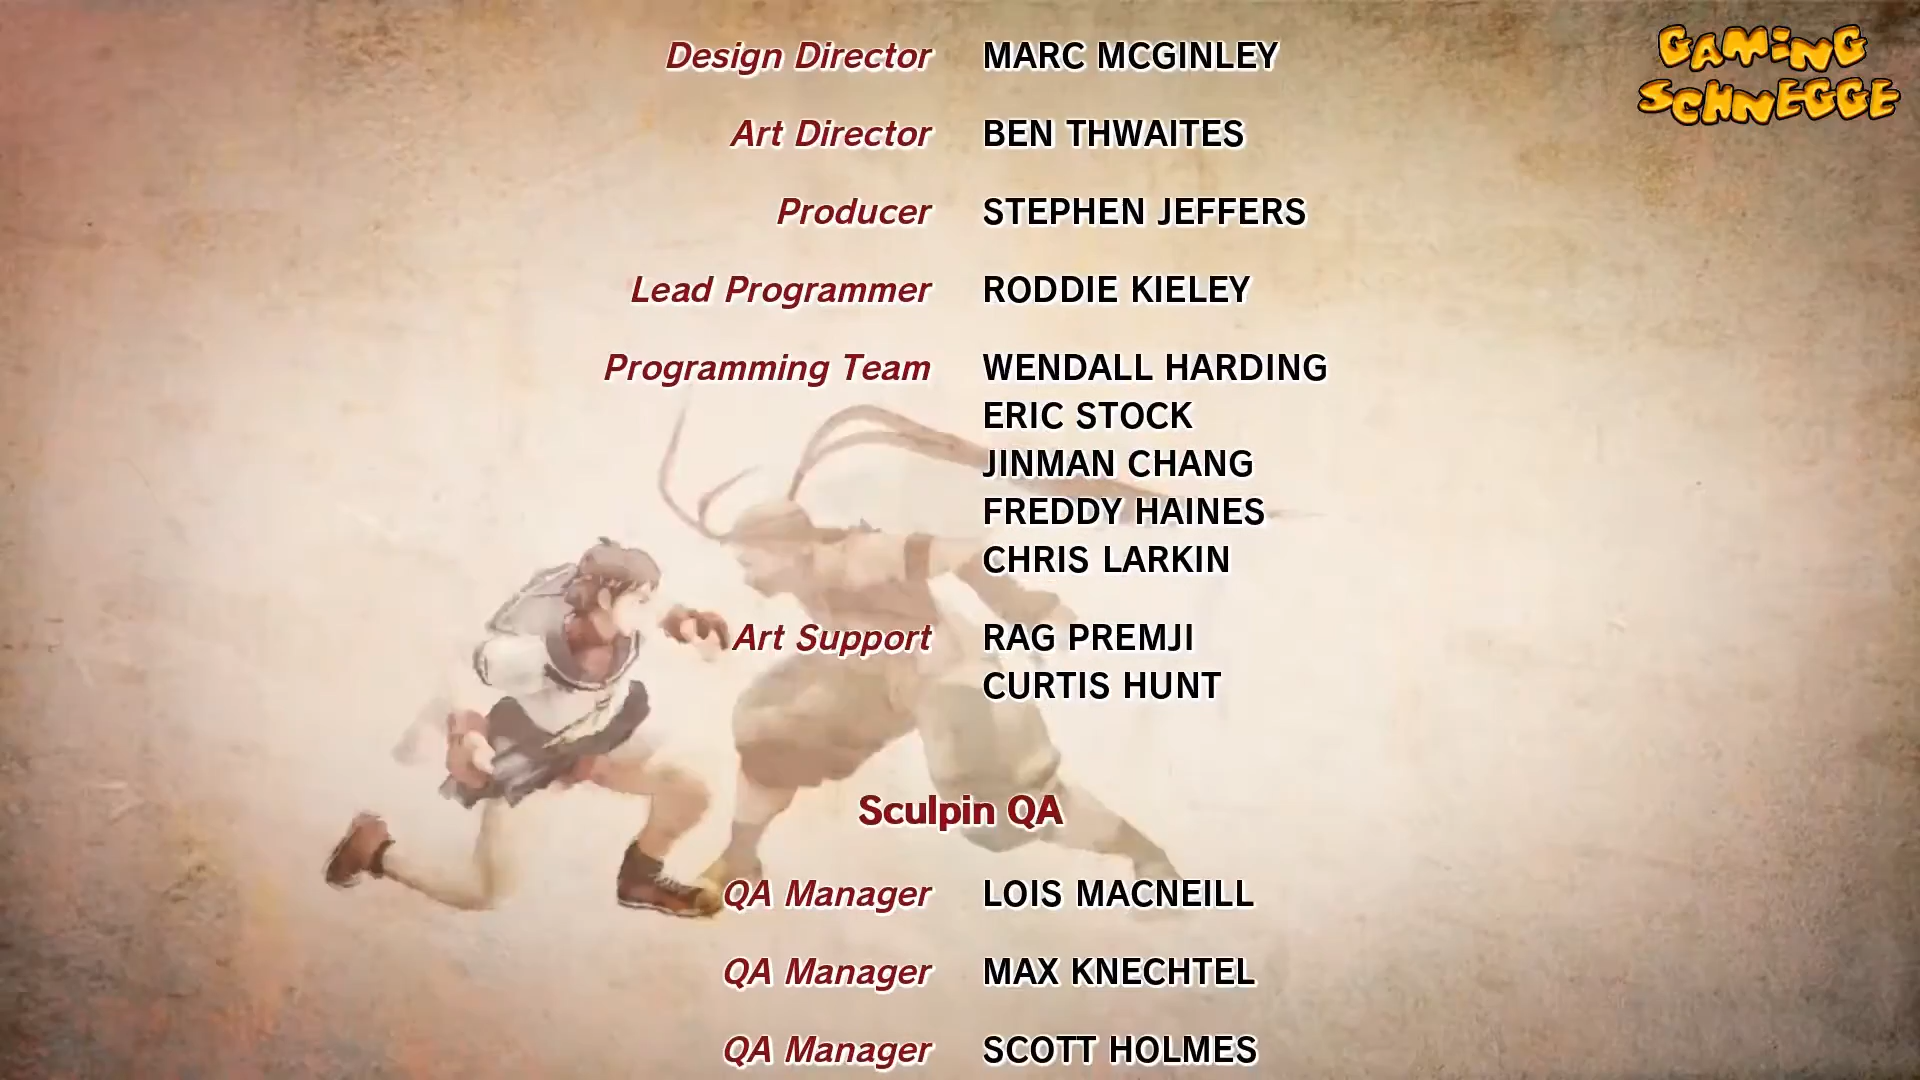 GAMING
SCHNEGGE
Design Director MARC MCGINLEY
Art Director BEN THWAITES
Producer STEPHEN JEFFERS
Lead Programmer RODDIE KIELEY
Programming Team WENDALL HARDING
ERIC STOCK
JINMAN CHANG
FREDDY HAINES
CHRIS LARKIN
Art Support RAG PREMJI
CURTIS HUNT
Sculpin QA
QA Manager LOIS MACNEILL
QA Manager MAX KNECHTEL
QA Manager SCOTT HOLMES